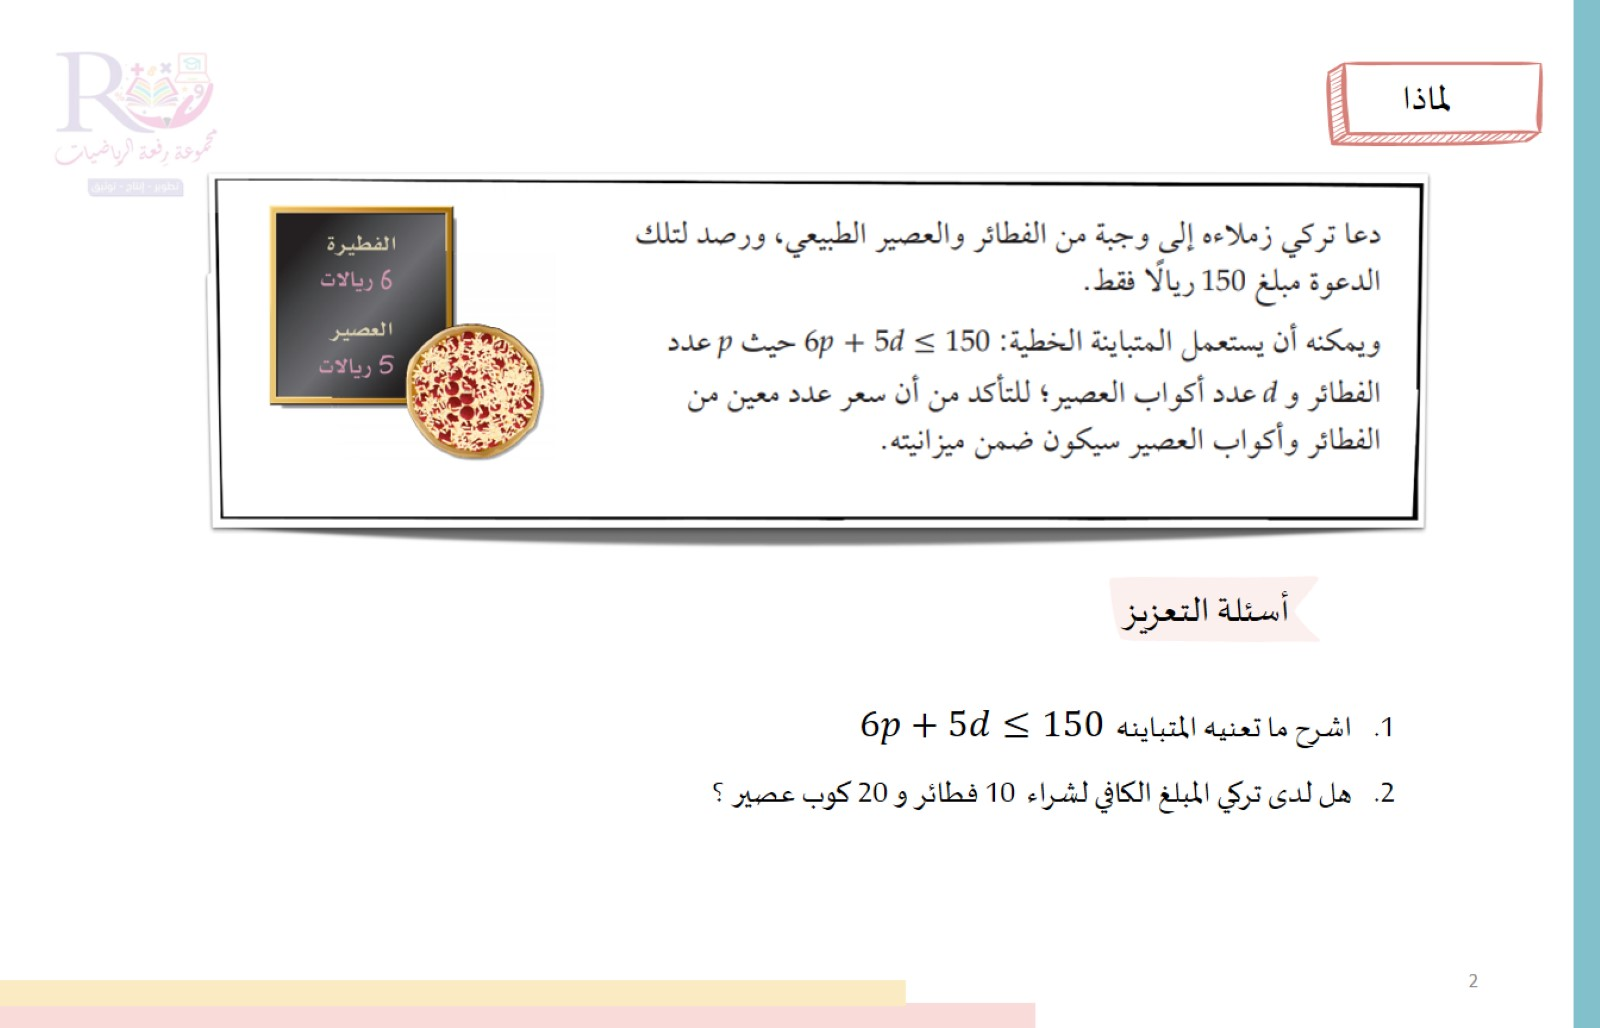 مجموعة رفعة الرياضيات
تطوير - إنتاج - توثيق
لماذا
دعا تركي زملاءه إلى وجبة من الفطائر والعصير الطبيعي، ورصد لتلك
الدعوة مبلغ 150 ريالًا فقط.
ويمكنه أن يستعمل المتباينة الخطية: 6p + 5d ≤ 150 حيث p عدد
الفطائر و d عدد أكواب العصير؛ للتأكد من أن سعر عدد معين من
الفطائر وأكواب العصير سيكون ضمن ميزانيته.
الفطيرة
6 ريالات
العصير
5 ريالات
أسئلة التعزيز
1. اشرح ما تعنيه المتباينه 6p + 5d ≤ 150
2. هل لدى تركي المبلغ الكافي لشراء 10 فطائر و 20 كوب عصير ؟
2